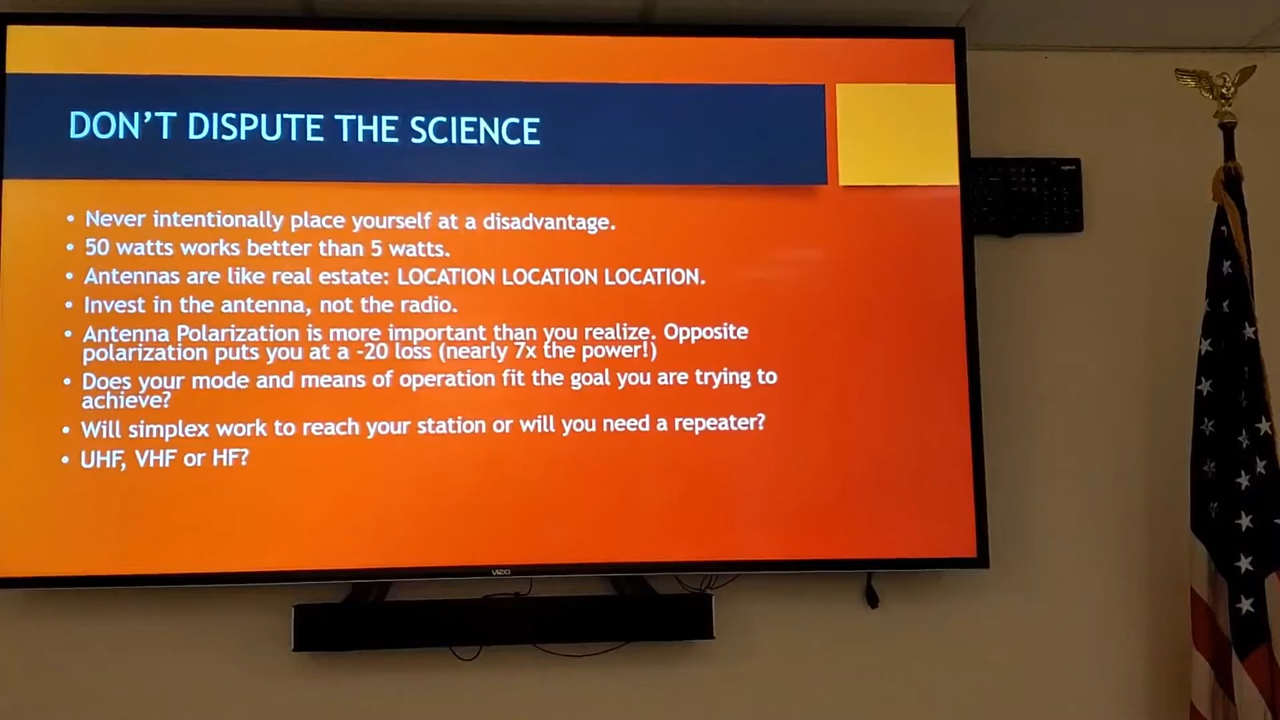 DON'T DISPUTE THE SCIENCE
• Never intentionally place yourself at a disadvantage.
• 50 watts works better than 5 watts.
• Antennas are like real estate: LOCATION LOCATION LOCATION.
• Invest in the antenna, not the radio.
• Antenna Polarization is more important than you realize. Opposite
polarization puts you at a -20 loss (nearly 7x the power!)
• Does your mode and means of operation fit the goal you are trying to
achieve?
• Will simplex work to reach your station or will you need a repeater?
• UHF, VHF or HF?
VIZIO